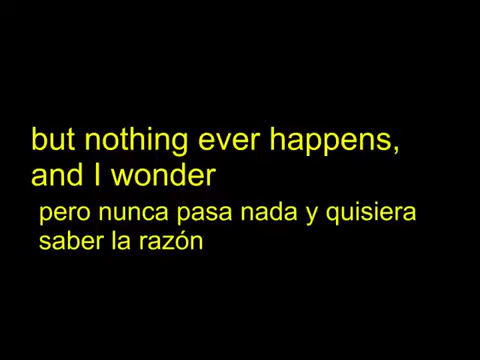 but nothing ever happens,
and I wonder
pero nunca pasa nada y quisiera
saber la razón